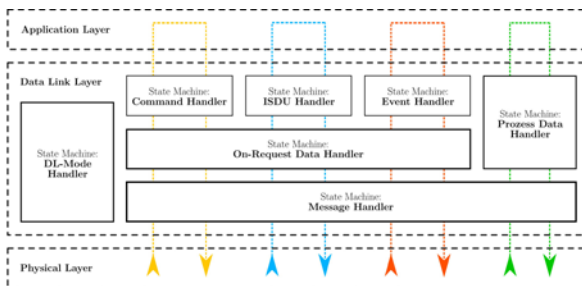 Application Layer
Data Link Layer
State Machine:
Command Handler
State Machine:
ISDU Handler
State Machine:
Event Handler
State Machine:
Prozess Data
Handler
State Machine:
DL-Mode
Handler
State Machine:
On-Request Data Handler
State Machine:
Message Handler
Physical Layer